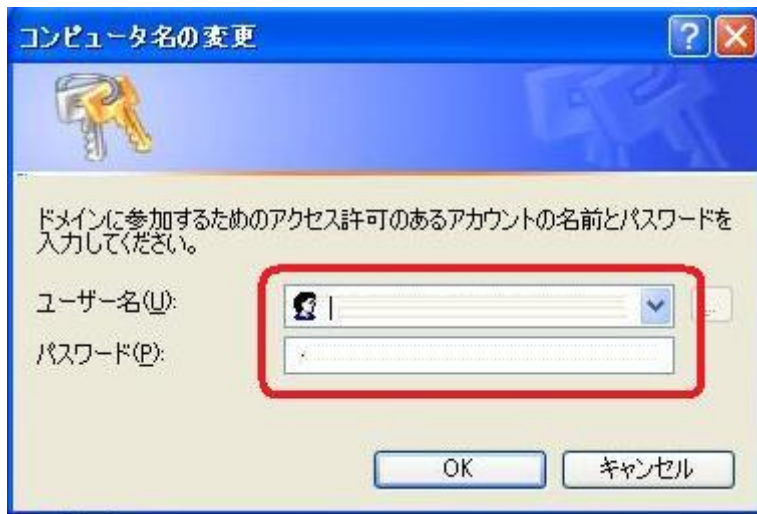 コンピュータ名の変更
ドメインに参加するためのアクセス許可のあるアカウントの名前とパスワードを
入力してください。
ユーザー名(U):
パスワード(P):
...
OK キャンセル